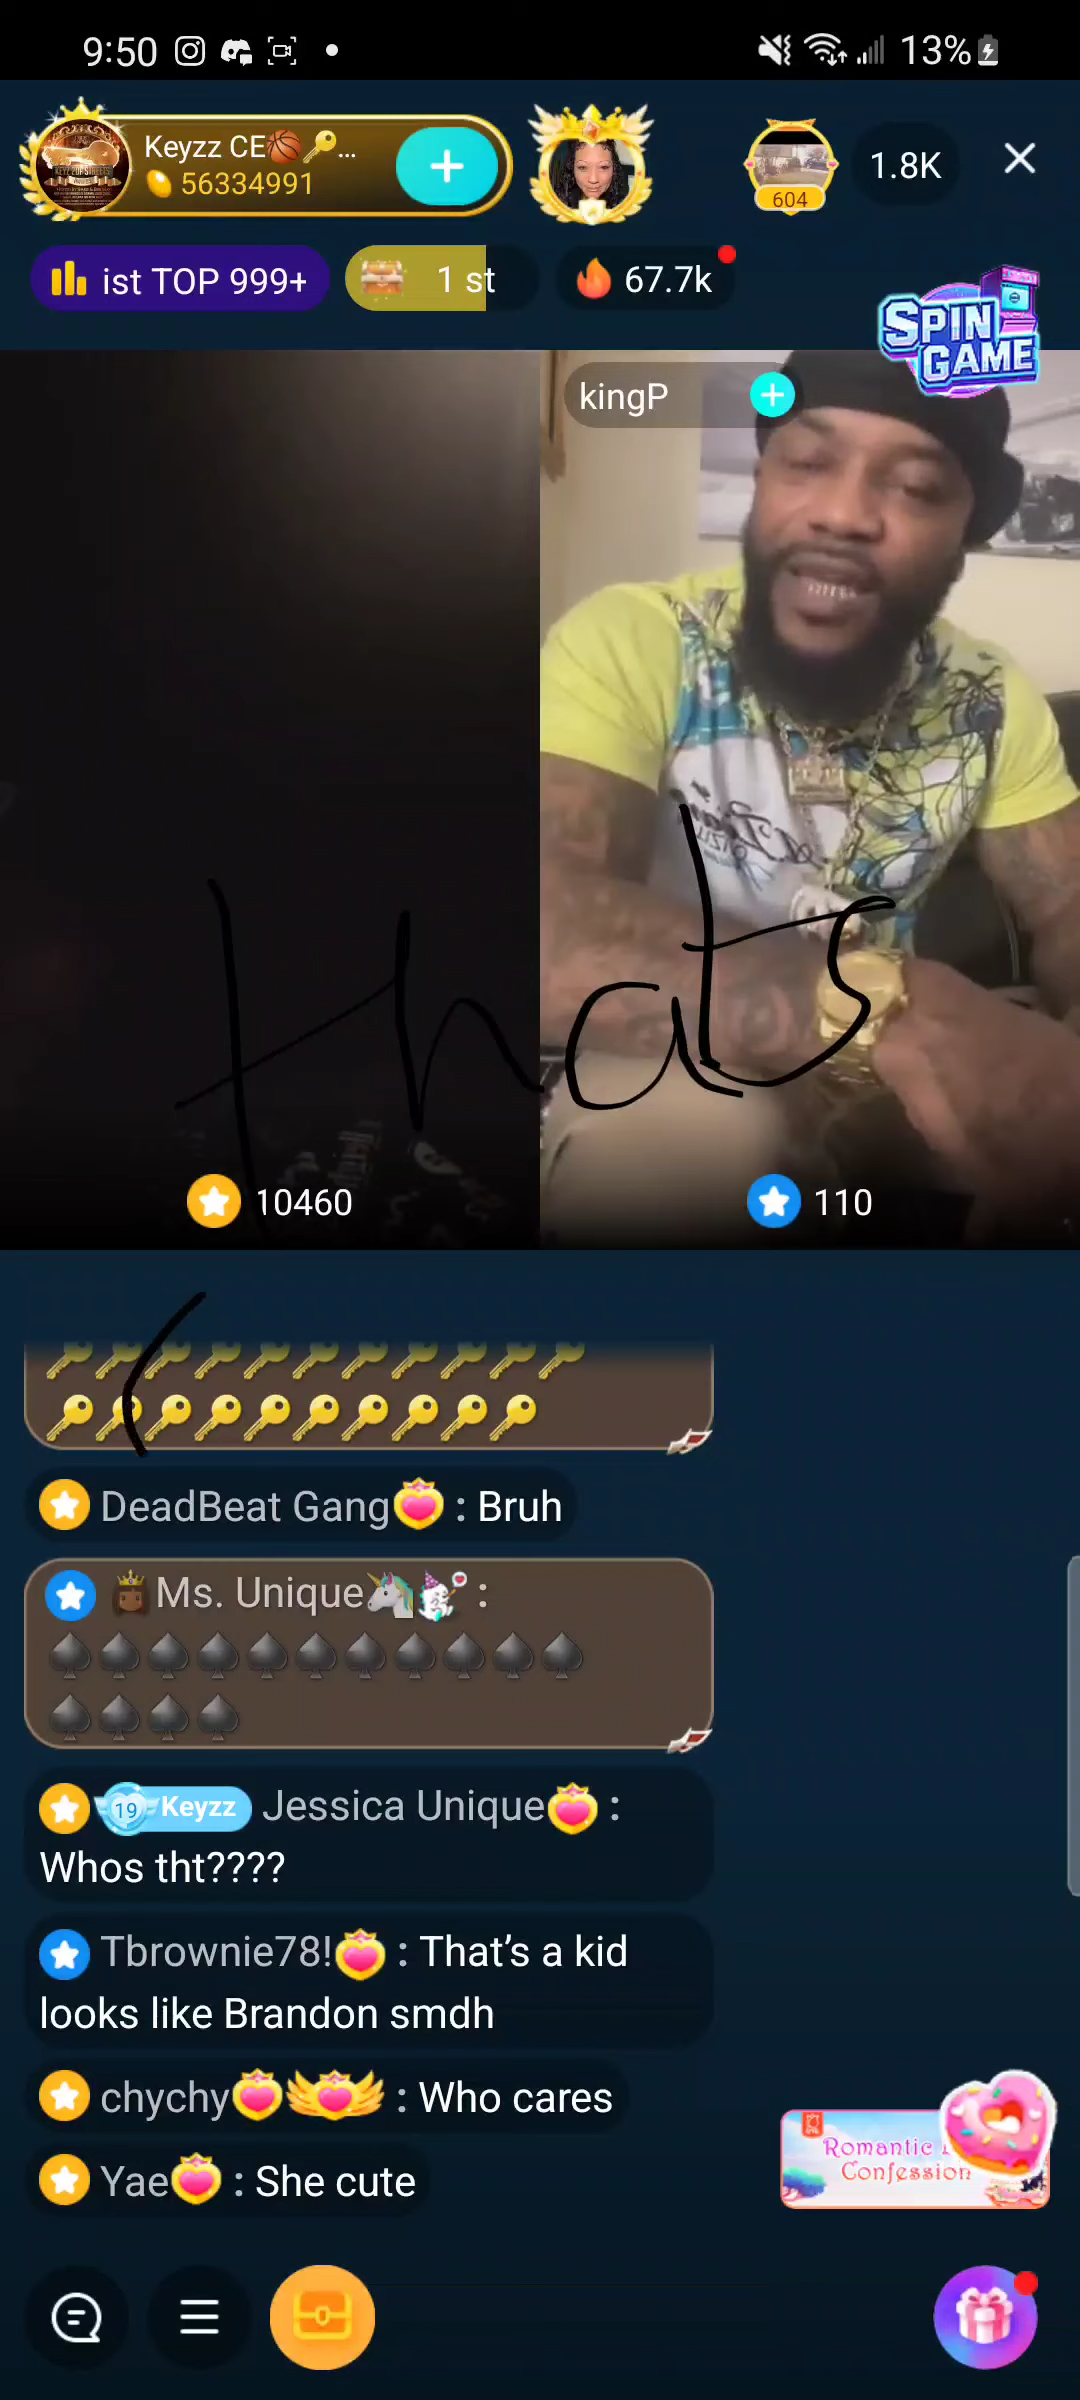 9:50
13%
Keyzz CE🏀🔑...
56334991
604
1.8K
ist TOP 999+
1 st
67.7k
SPIN
GAME
kingP
thats
10460
110
🔑🔑🔑🔑🔑🔑🔑🔑🔑🔑🔑
🔑🔑🔑🔑🔑🔑🔑🔑🔑🔑
DeadBeat Gang : Bruh
👸🏾Ms. Unique🦄 :
♠♠♠♠♠♠♠♠♠♠♠
♠♠♠♠
19 Keyzz Jessica Unique :
Whos tht????
Tbrownie78! : That’s a kid
looks like Brandon smdh
chychy : Who cares
Yae : She cute
Romantic
Confession